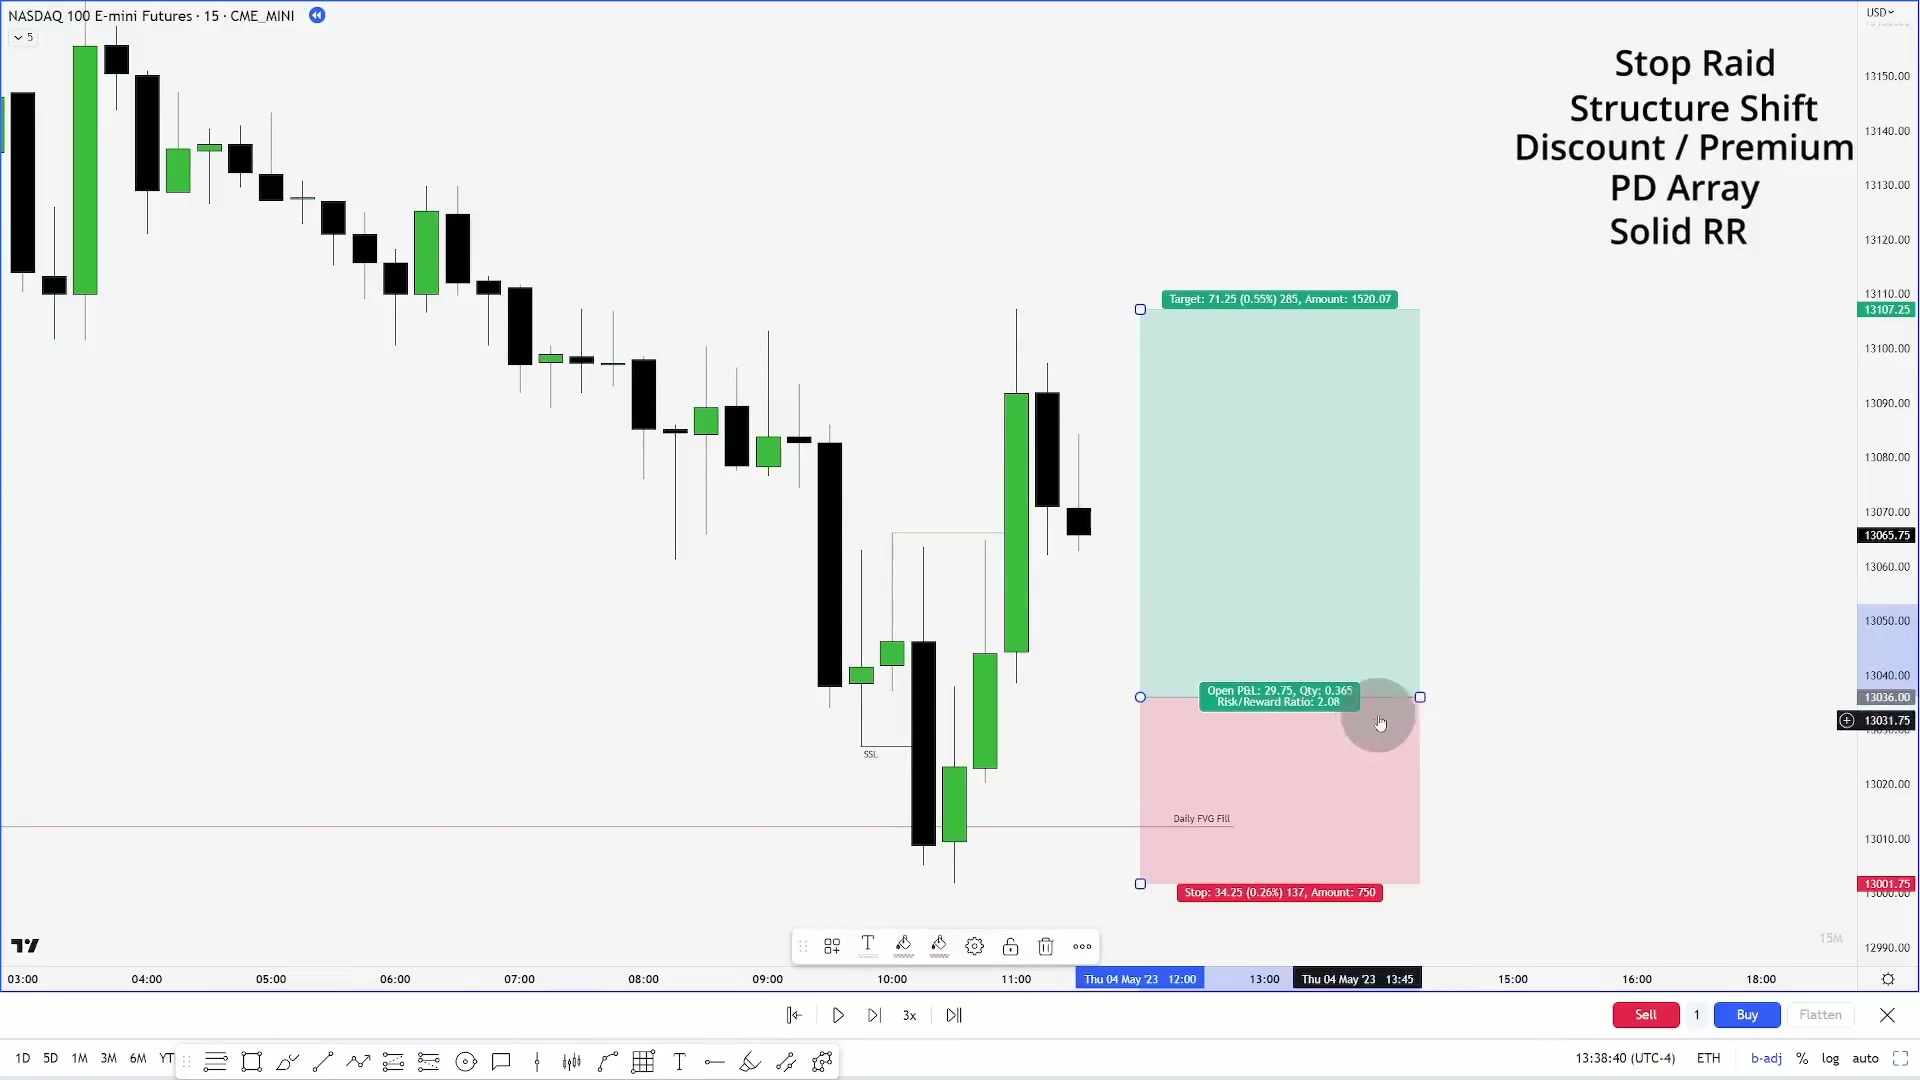 NASDAQ 100 E-mini Futures · 15 · CME_MINI
5
USD
Stop Raid
Structure Shift
Discount / Premium
PD Array
Solid RR
13150.00
13140.00
13130.00
13120.00
13110.00
13107.25
13100.00
13090.00
13080.00
13070.00
13065.75
13060.00
13050.00
13040.00
13036.00
13031.75
13020.00
13010.00
13001.75
12990.00
Target: 71.25 (0.55%) 285, Amount: 1520.07
Open P&L: 29.75, Qty: 0.365
Risk/Reward Ratio: 2.08
SSL
Daily FVG Fill
Stop: 34.25 (0.26%) 137, Amount: 750
15M
03:00 04:00 05:00 06:00 07:00 09:00 08:00 10:00 11:00 Thu 04 May '23 12:00 13:00 Thu 04 May '23 13:45 15:00 16:00 18:00
3x
Sell 1 Buy Flatten
1D 5D 1M 3M 6M YT
13:38:40 (UTC-4) ETH b-adj % log auto